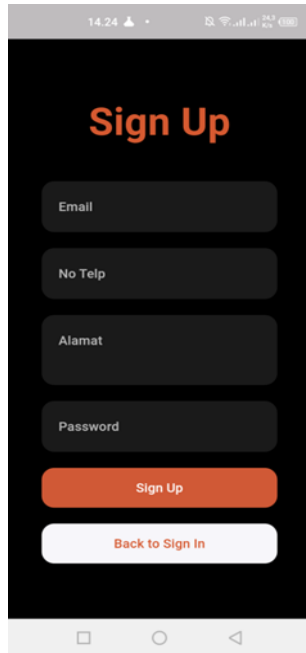 14.24
Sign Up
Email
No Telp
Alamat
Password
Sign Up
Back to Sign In